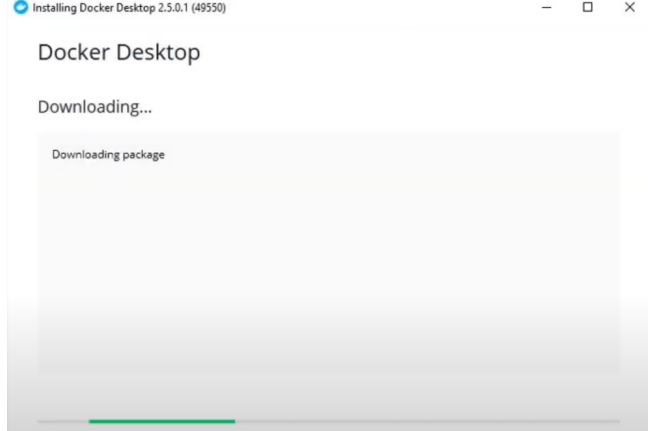 Installing Docker Desktop 2.5.0.1 (49550)
Docker Desktop
Downloading...
Downloading package